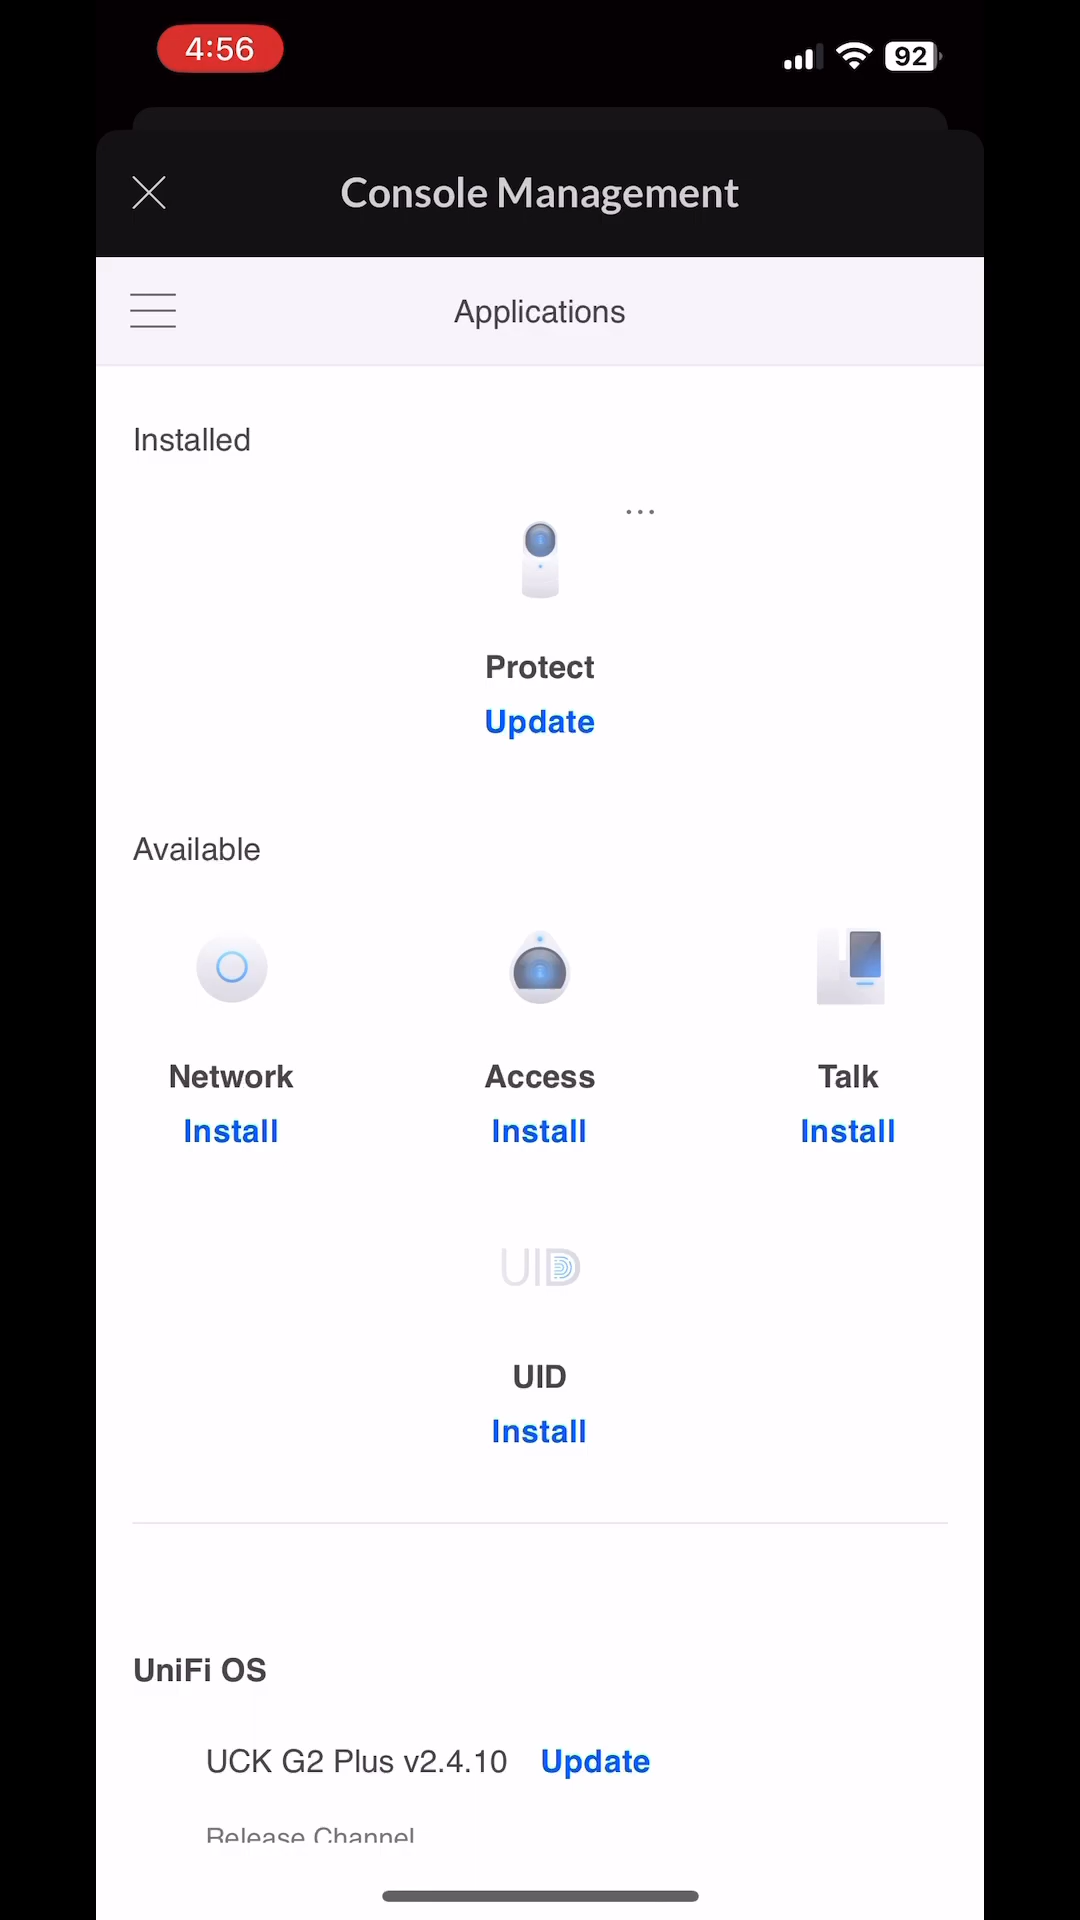 4:56
92
Console Management
Applications
Installed
...
Protect
Update
Available
Network
Access
Talk
Install
Install
Install
UID
UID
Install
UniFi OS
UCK G2 Plus v2.4.10 Update
Release Channel